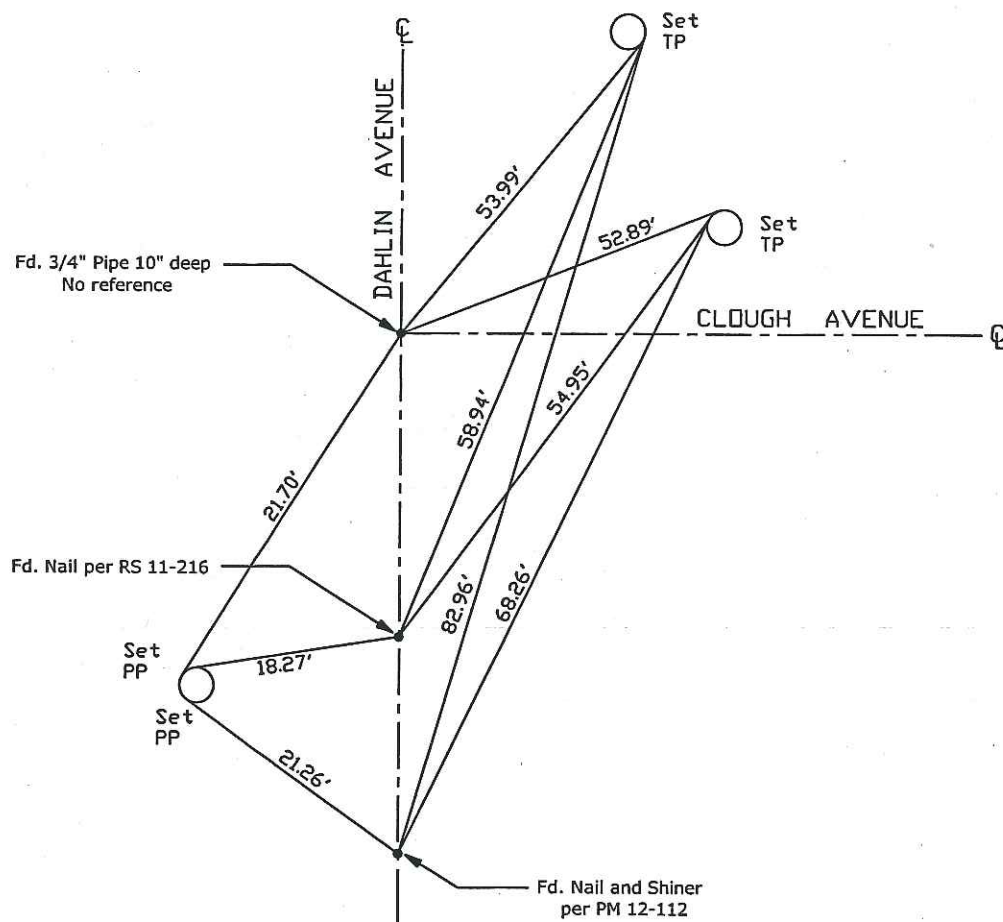 ℄
Set
TP
DAHLIN AVENUE
53.99'
52.89'
Set
TP
Fd. 3/4" Pipe 10" deep
No reference
CLOUGH AVENUE
℄
58.94'
54.95'
21.70'
Fd. Nail per RS 11-216
82.96'
68.26'
Set
PP
18.27'
Set
PP
21.26'
Fd. Nail and Shiner
per PM 12-112